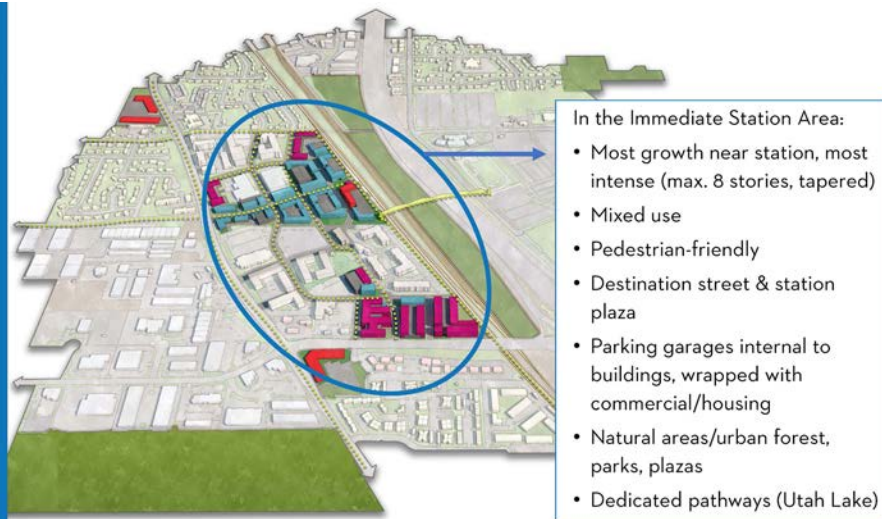 In the Immediate Station Area:
• Most growth near station, most
intense (max. 8 stories, tapered)
• Mixed use
• Pedestrian-friendly
• Destination street & station
plaza
• Parking garages internal to
buildings, wrapped with
commercial/housing
• Natural areas/urban forest,
parks, plazas
• Dedicated pathways (Utah Lake)